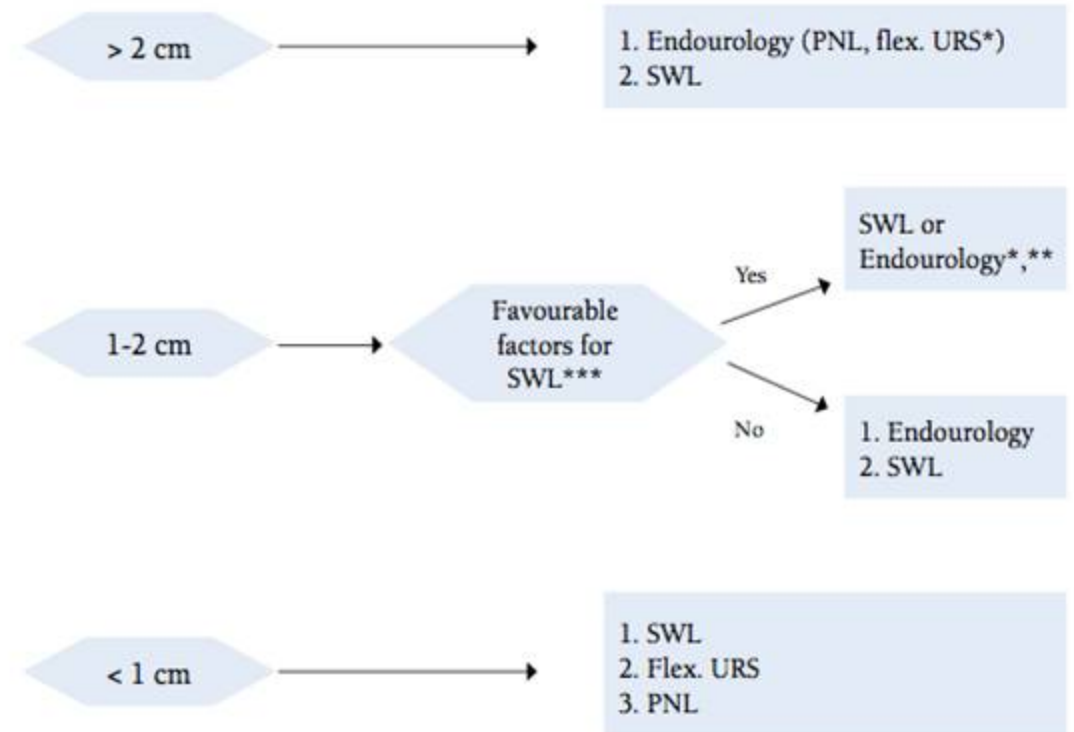 > 2 cm
1. Endourology (PNL, flex. URS*)
2. SWL
1-2 cm
Favourable
factors for
SWL***
Yes
SWL or
Endourology*,**
No
1. Endourology
2. SWL
< 1 cm
1. SWL
2. Flex. URS
3. PNL